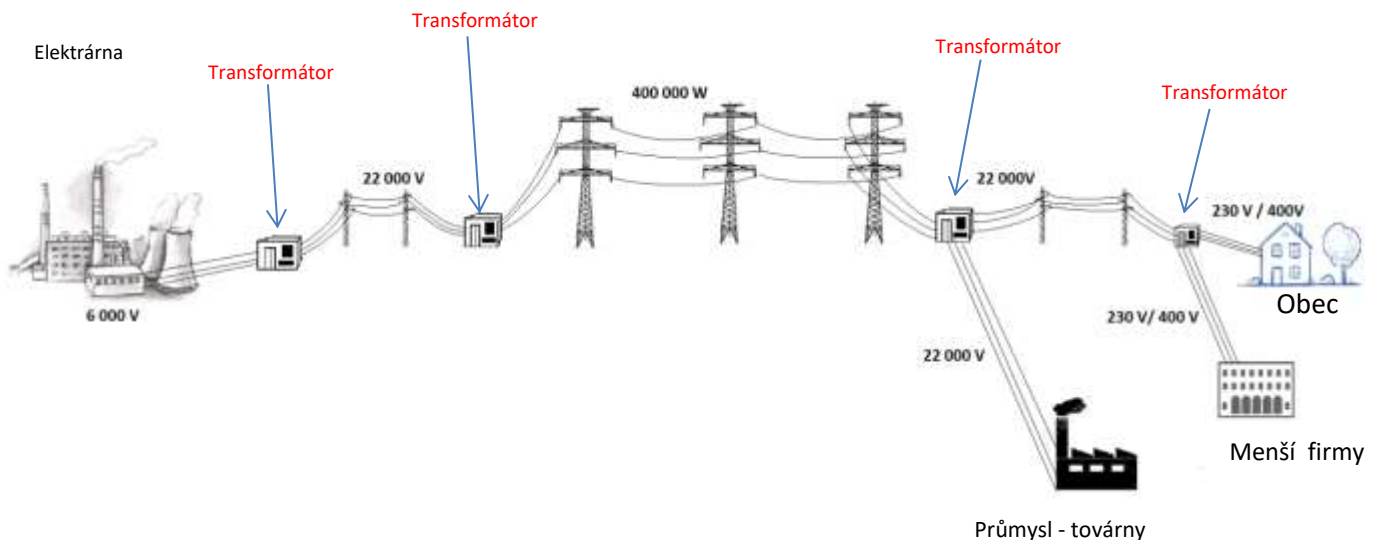 Transformátor
Elektrárna
Transformátor
Transformátor
Transformátor
400 000 W
22 000 V
22 000V
230 V / 400V
6 000 V
Obec
230 V/ 400 V
22 000 V
Menší firmy
Průmysl - továrny